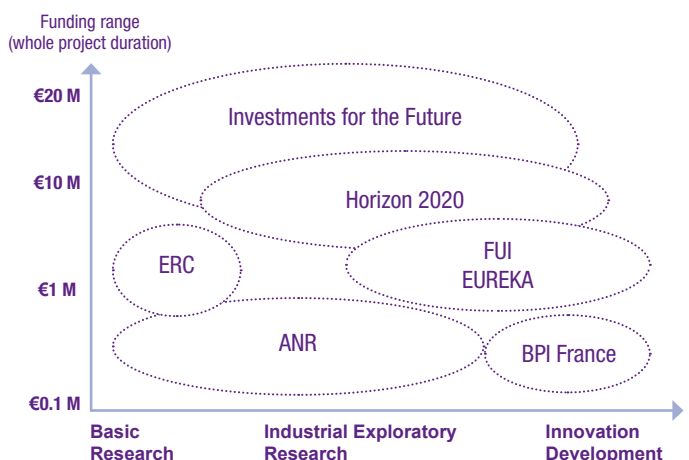 Funding range
(whole project duration)
€20 M
Investments for the Future
€10 M
Horizon 2020
ERC
FUI
EUREKA
€1 M
ANR
BPI France
€0.1 M
Basic
Research
Industrial Exploratory
Research
Innovation
Development